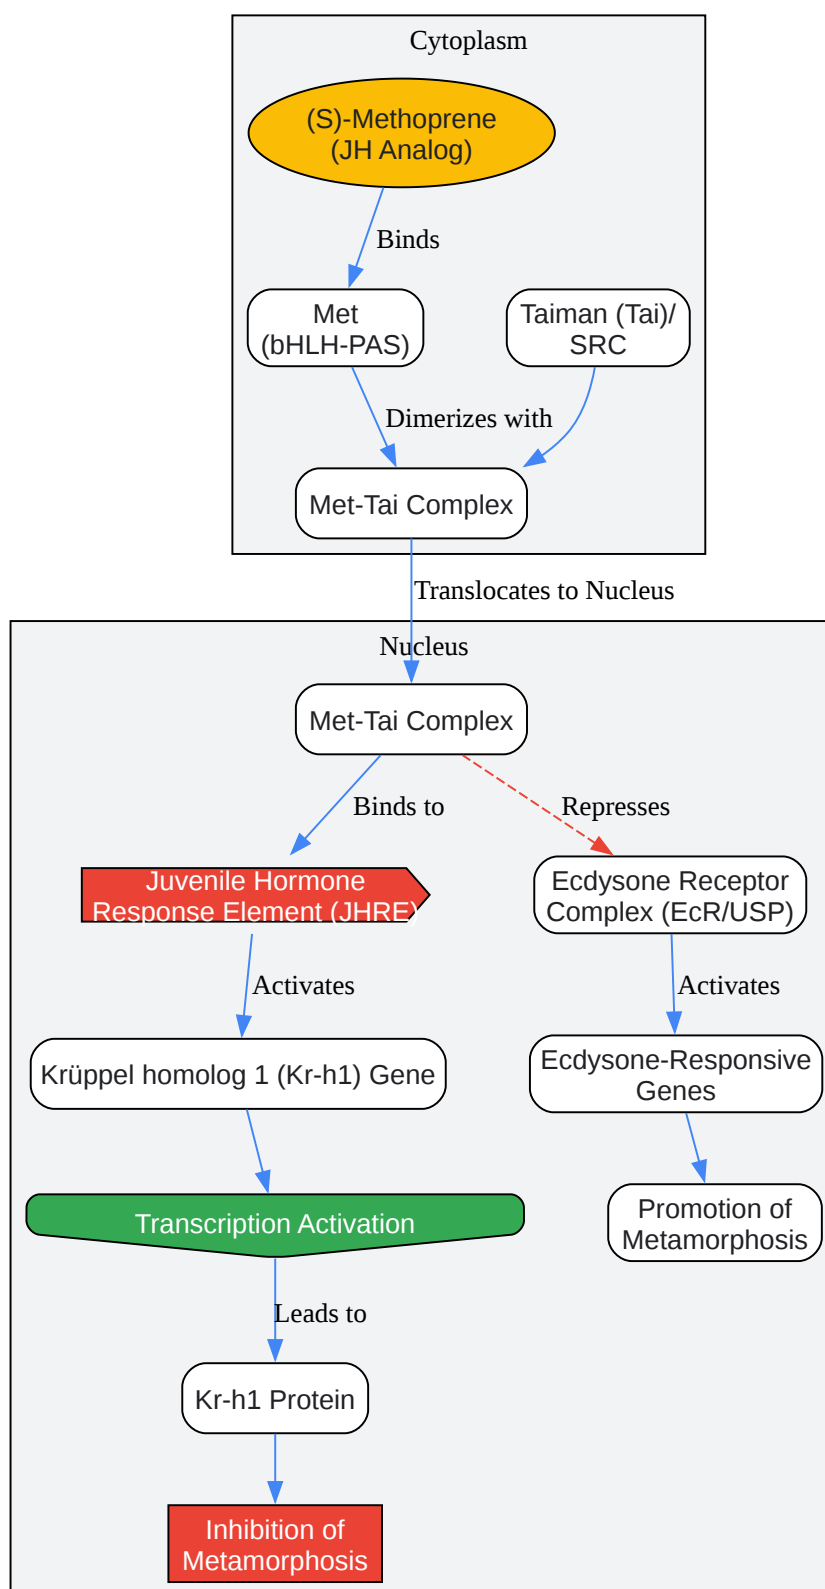 Cytoplasm
(S)-Methoprene
(JH Analog)
Binds
Met
(bHLH-PAS)
Taiman (Tai)/
SRC
Dimerizes with
Met-Tai Complex
Translocates to Nucleus
Nucleus
Met-Tai Complex
Binds to
Represses
Juvenile Hormone
Response Element (JHRE)
Ecdysone Receptor
Complex (EcR/USP)
Activates
Activates
Krüppel homolog 1 (Kr-h1) Gene
Ecdysone-Responsive
Genes
Transcription Activation
Promotion of
Metamorphosis
Leads to
Kr-h1 Protein
Inhibition of
Metamorphosis